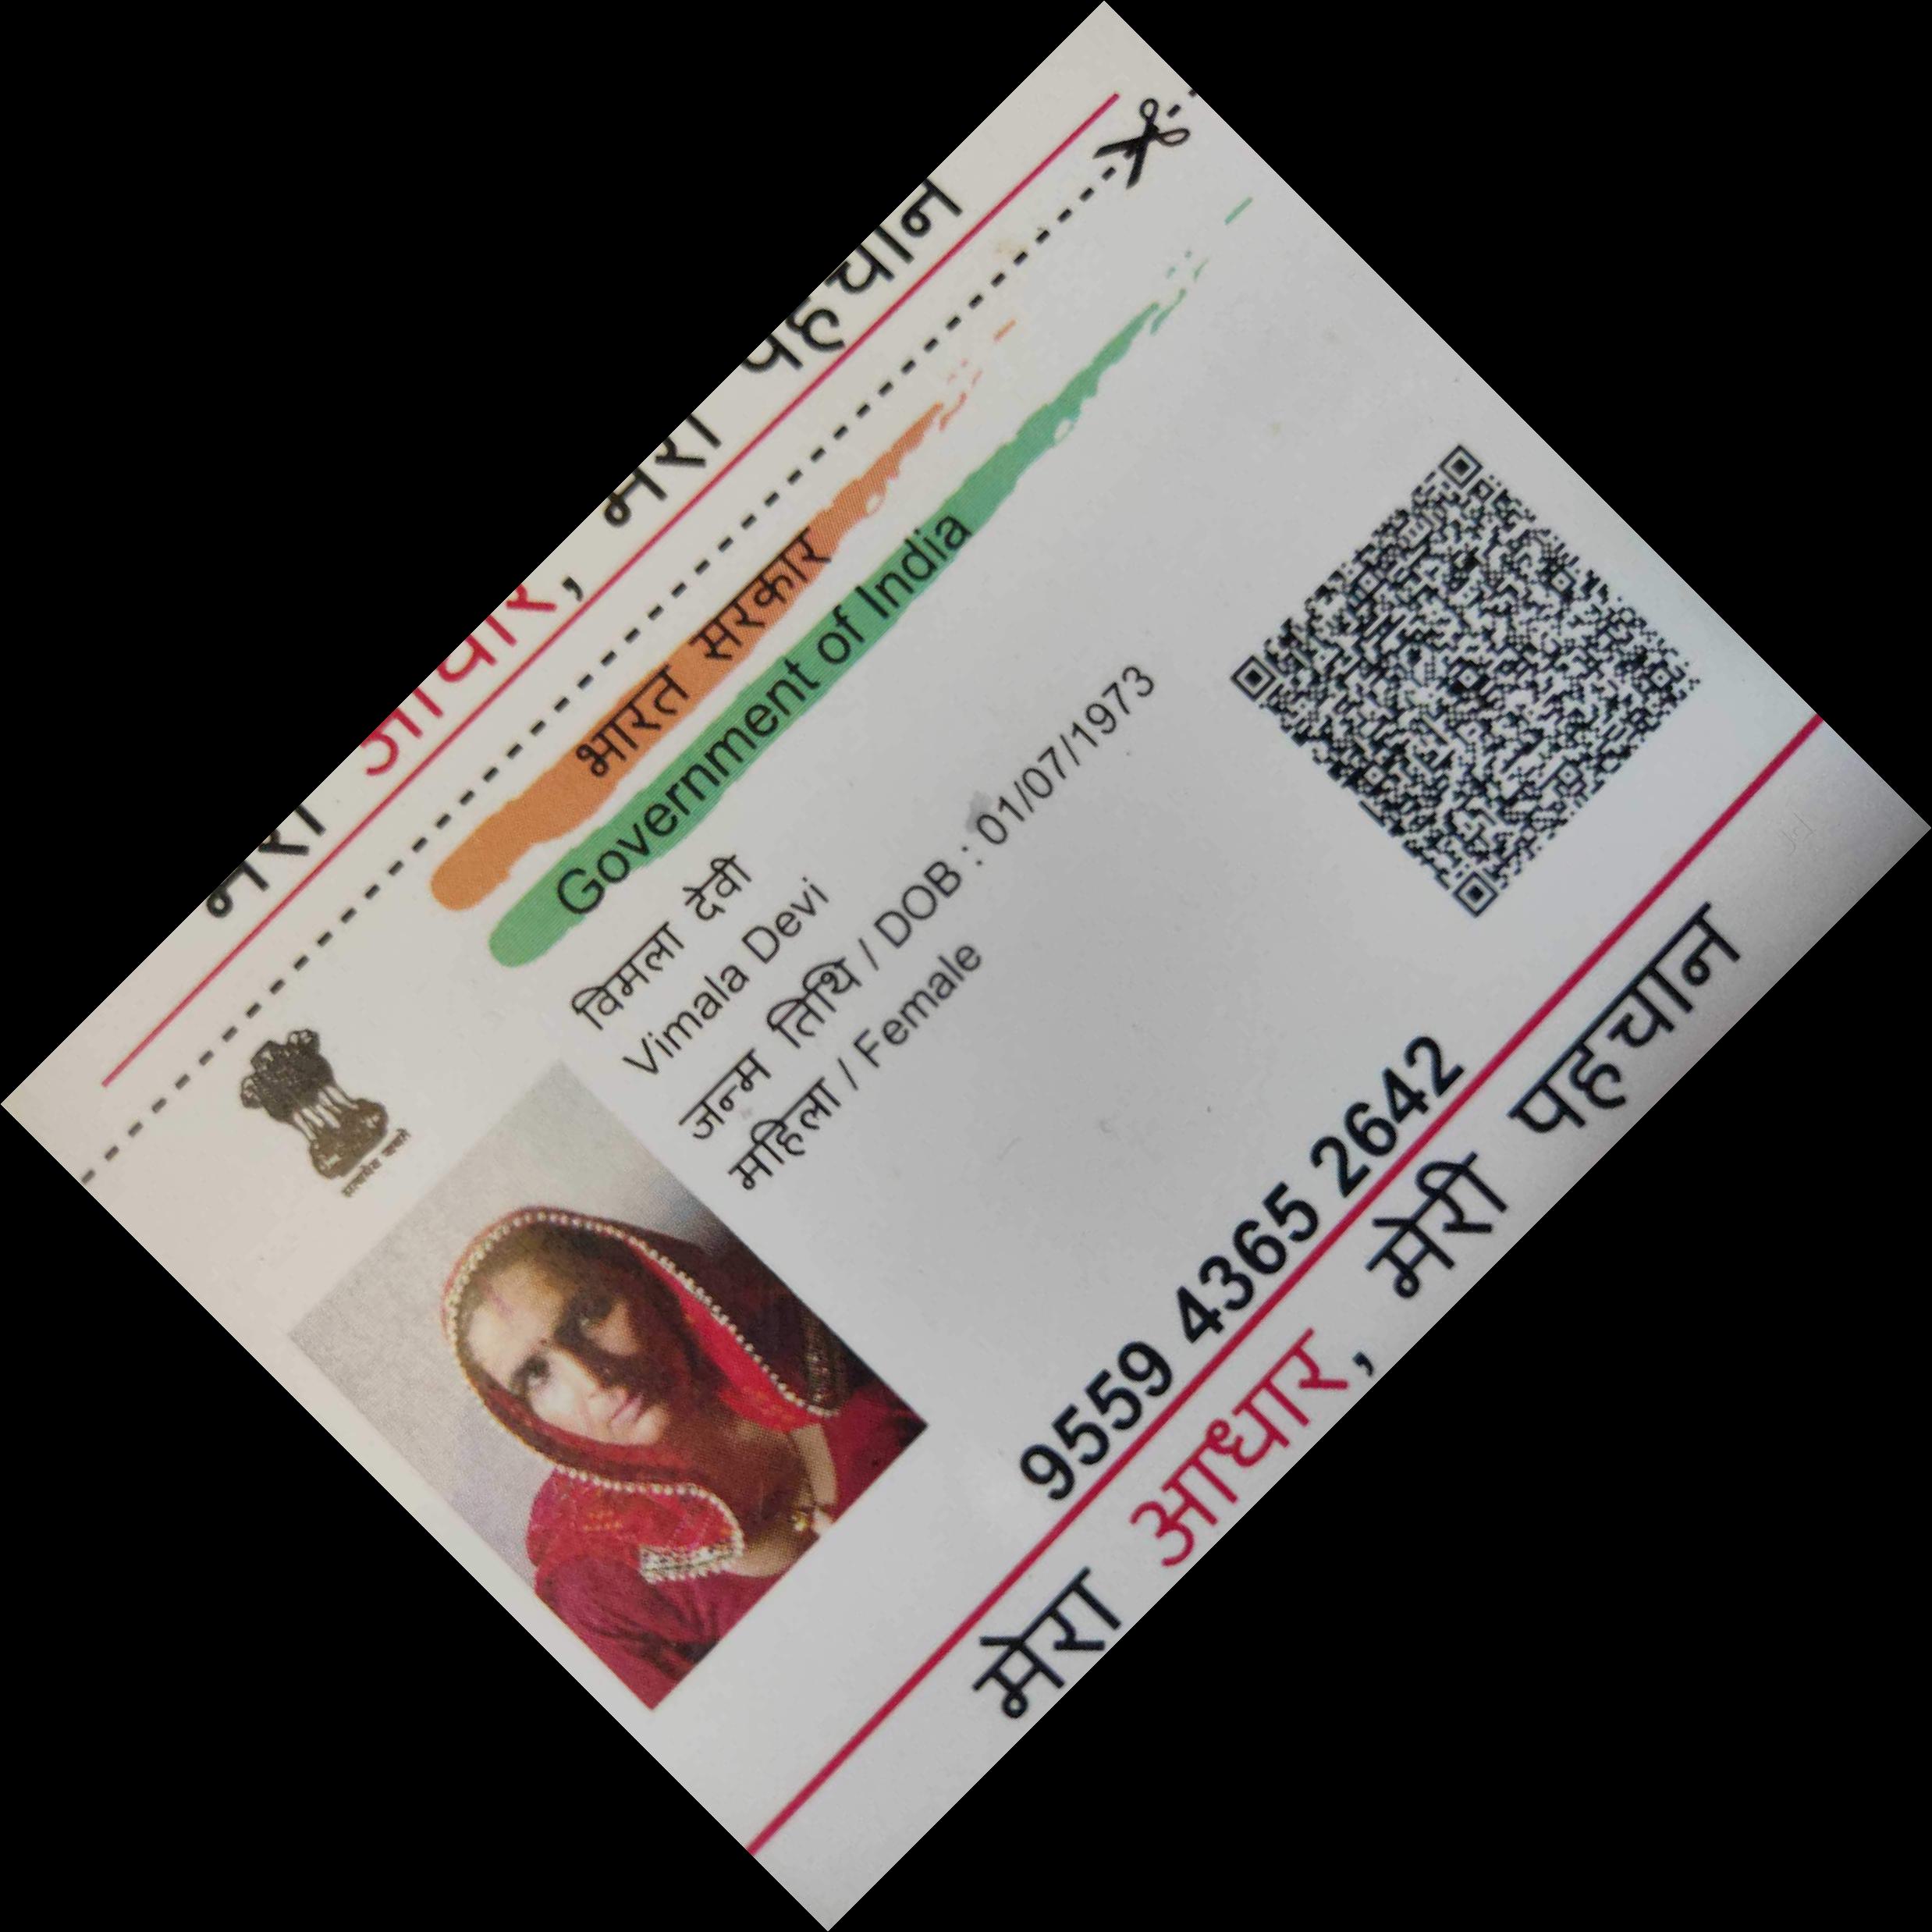 मेरा आधार, मेरी पहचान
भारत सरकार
Government of India
विमला देवी
Vimala Devi
जन्म तिथि / DOB : 01/07/1973
महिला / Female
सत्यमेव जयते
9559 4365 2642
मेरा आधार, मेरी पहचान